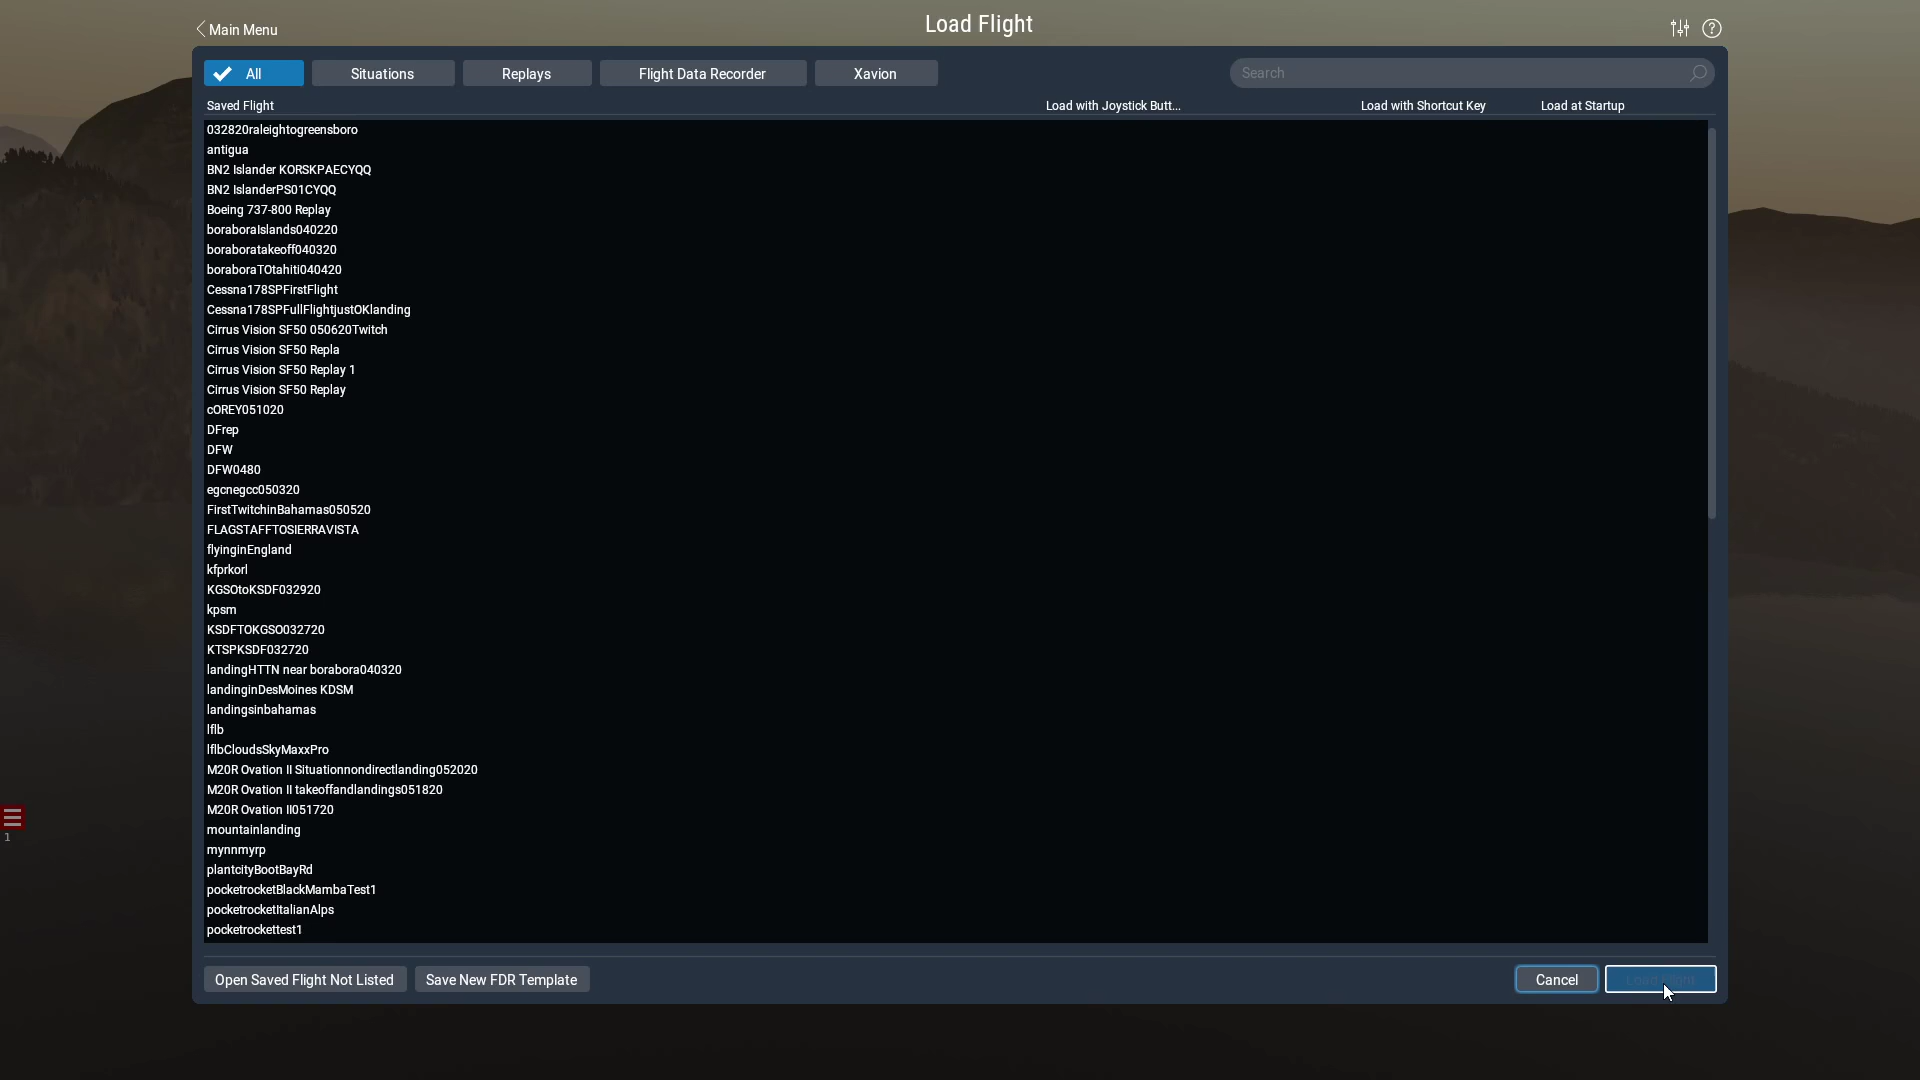 Main Menu
Load Flight
All
Situations
Replays
Flight Data Recorder
Xavion
Search
Saved Flight
Load with Joystick Butt...
Load with Shortcut Key
Load at Startup
032820raleightogreensboro
antigua
BN2 Islander KORSKPAECYQQ
BN2 IslanderPS01CYQQ
Boeing 737-800 Replay
boraboraIslands040220
boraboratakeoff040320
boraboraTOtahiti040420
Cessna178SPFirstFlight
Cessna178SPFullFlightjustOKlanding
Cirrus Vision SF50 050620Twitch
Cirrus Vision SF50 Repla
Cirrus Vision SF50 Replay 1
Cirrus Vision SF50 Replay
cOREY051020
DFrep
DFW
DFW0480
egcnegcc050320
FirstTwitchinBahamas050520
FLAGSTAFFTOSIERRAVISTA
flyinginEngland
kfprkorl
KGSOtoKSDF032920
kpsm
KSDFTOKGSO032720
KTSPKSDF032720
landingHTTN near borabora040320
landinginDesMoines KDSM
landingsinbahamas
lflb
lflbCloudsSkyMaxxPro
M20R Ovation II Situationnondirectlanding052020
M20R Ovation II takeoffandlandings051820
M20R Ovation II051720
mountainlanding
mynnmyrp
plantcityBootBayRd
pocketrocketBlackMambaTest1
pocketrocketItalianAlps
pocketrockettest1
1
Open Saved Flight Not Listed
Save New FDR Template
Cancel